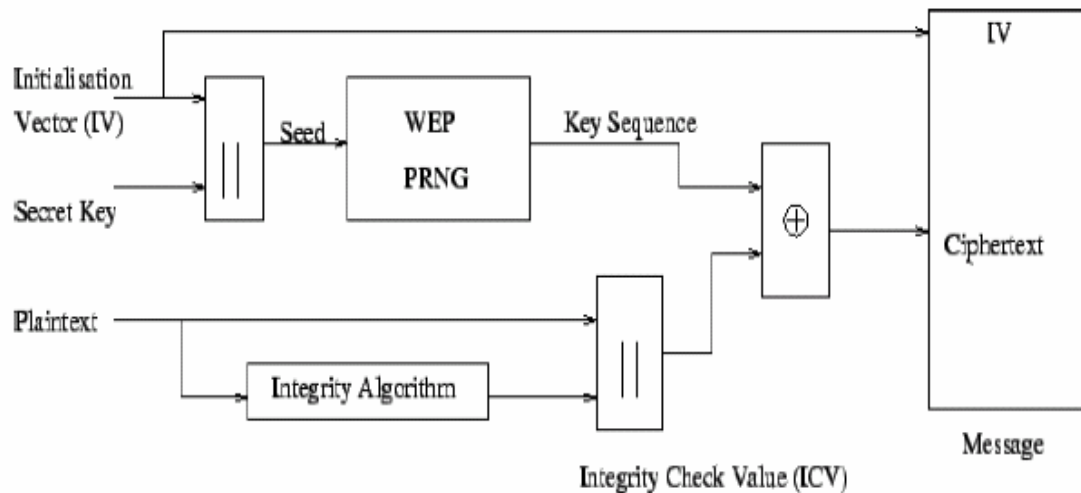 IV
Initialisation
Vector (IV)
Seed
WEP
PRNG
Key Sequence
Secret Key
Ciphertext
Plaintext
Integrity Algorithm
Message
Integrity Check Value (ICV)